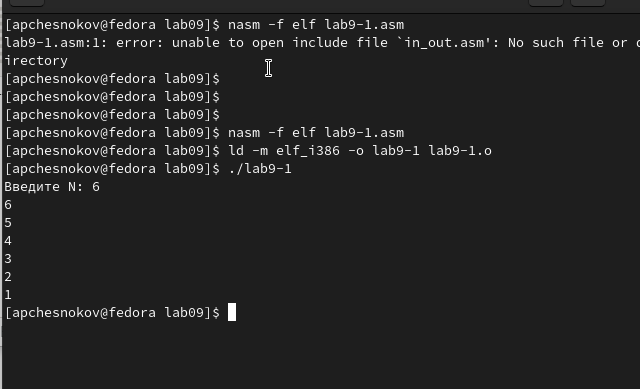 [apchesnokov@fedora lab09]$ nasm -f elf lab9-1.asm
lab9-1.asm:1: error: unable to open include file `in_out.asm': No such file or d
irectory
[apchesnokov@fedora lab09]$
[apchesnokov@fedora lab09]$
[apchesnokov@fedora lab09]$
[apchesnokov@fedora lab09]$ nasm -f elf lab9-1.asm
[apchesnokov@fedora lab09]$ ld -m elf_i386 -o lab9-1 lab9-1.o
[apchesnokov@fedora lab09]$ ./lab9-1
Введите N: 6
6
5
4
3
2
1
[apchesnokov@fedora lab09]$